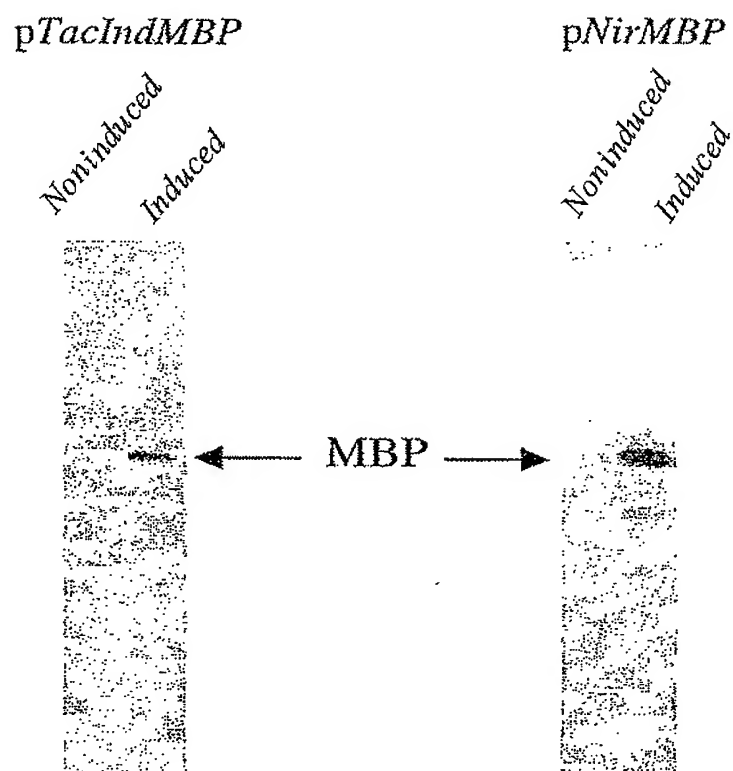 pTacIndMBP
pNirMBP
Noninduced
Induced
Noninduced
Induced
MBP